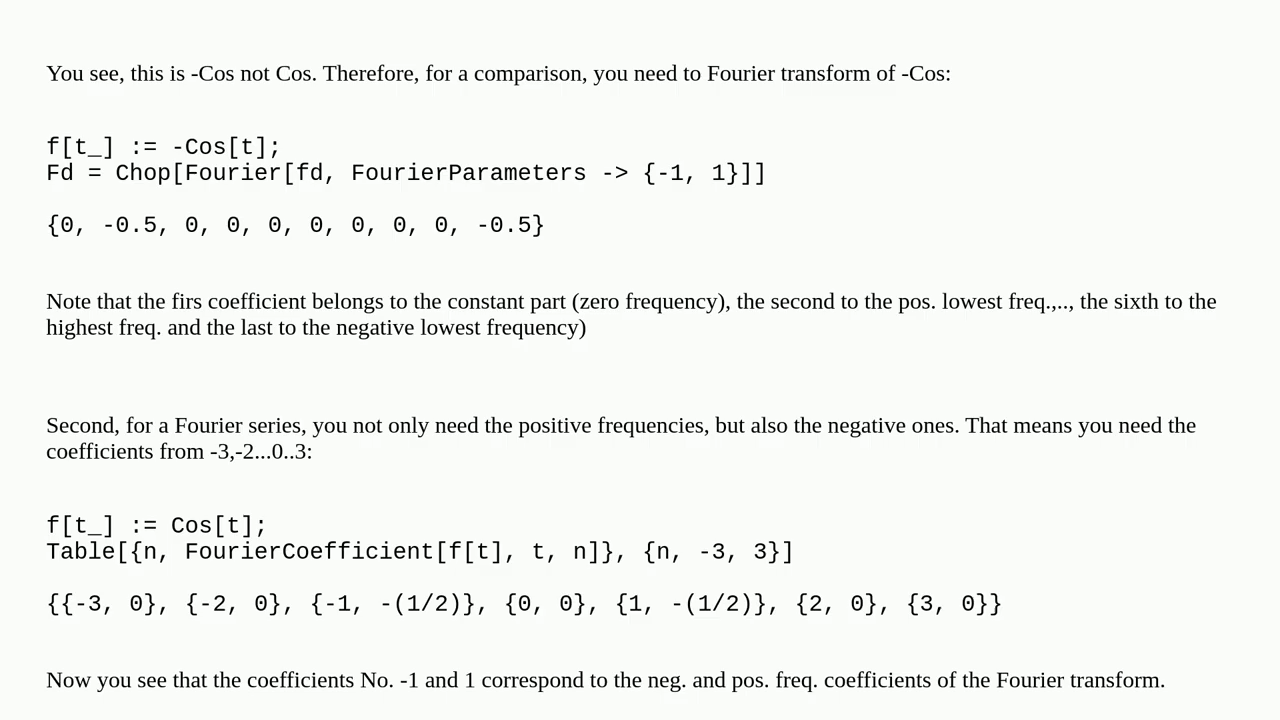 You see, this is -Cos not Cos. Therefore, for a comparison, you need to Fourier transform of -Cos:
f[t_] := -Cos[t];
Fd = Chop[Fourier[fd, FourierParameters -> {-1, 1}]]
{0, -0.5, 0, 0, 0, 0, 0, 0, 0, -0.5}
Note that the firs coefficient belongs to the constant part (zero frequency), the second to the pos. lowest freq.,.., the sixth to the
highest freq. and the last to the negative lowest frequency)
Second, for a Fourier series, you not only need the positive frequencies, but also the negative ones. That means you need the
coefficients from -3,-2...0..3:
f[t_] := Cos[t];
Table[{n, FourierCoefficient[f[t], t, n]}, {n, -3, 3}]
{{-3, 0}, {-2, 0}, {-1, -(1/2)}, {0, 0}, {1, -(1/2)}, {2, 0}, {3, 0}}
Now you see that the coefficients No. -1 and 1 correspond to the neg. and pos. freq. coefficients of the Fourier transform.